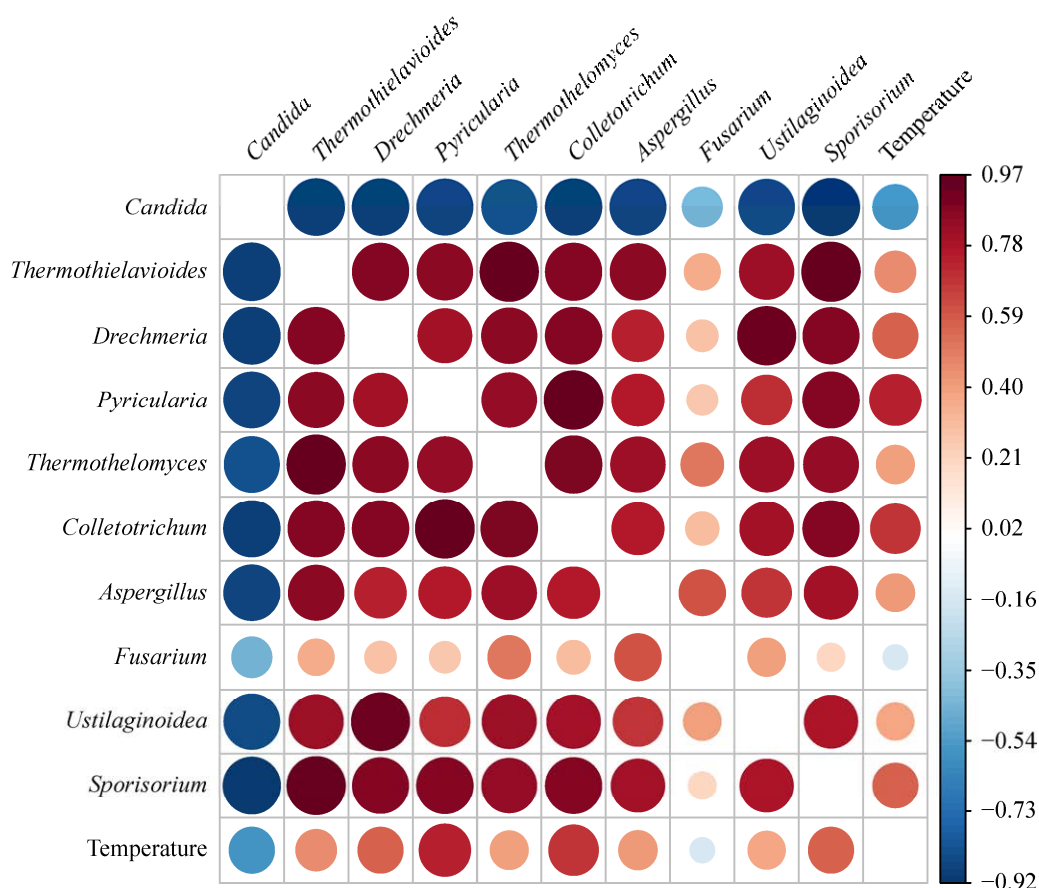 Candida
Thermothielavioides
Drechmeria
Pyricularia
Thermothelomyces
Colletotrichum
Aspergillus
Fusarium
Ustilaginoidea
Sporisorium
Temperature
Candida
Thermothielavioides
Drechmeria
Pyricularia
Thermothelomyces
Colletotrichum
Aspergillus
Fusarium
Ustilaginoidea
Sporisorium
Temperature
0.97
0.78
0.59
0.40
0.21
0.02
−0.16
−0.35
−0.54
−0.73
−0.92